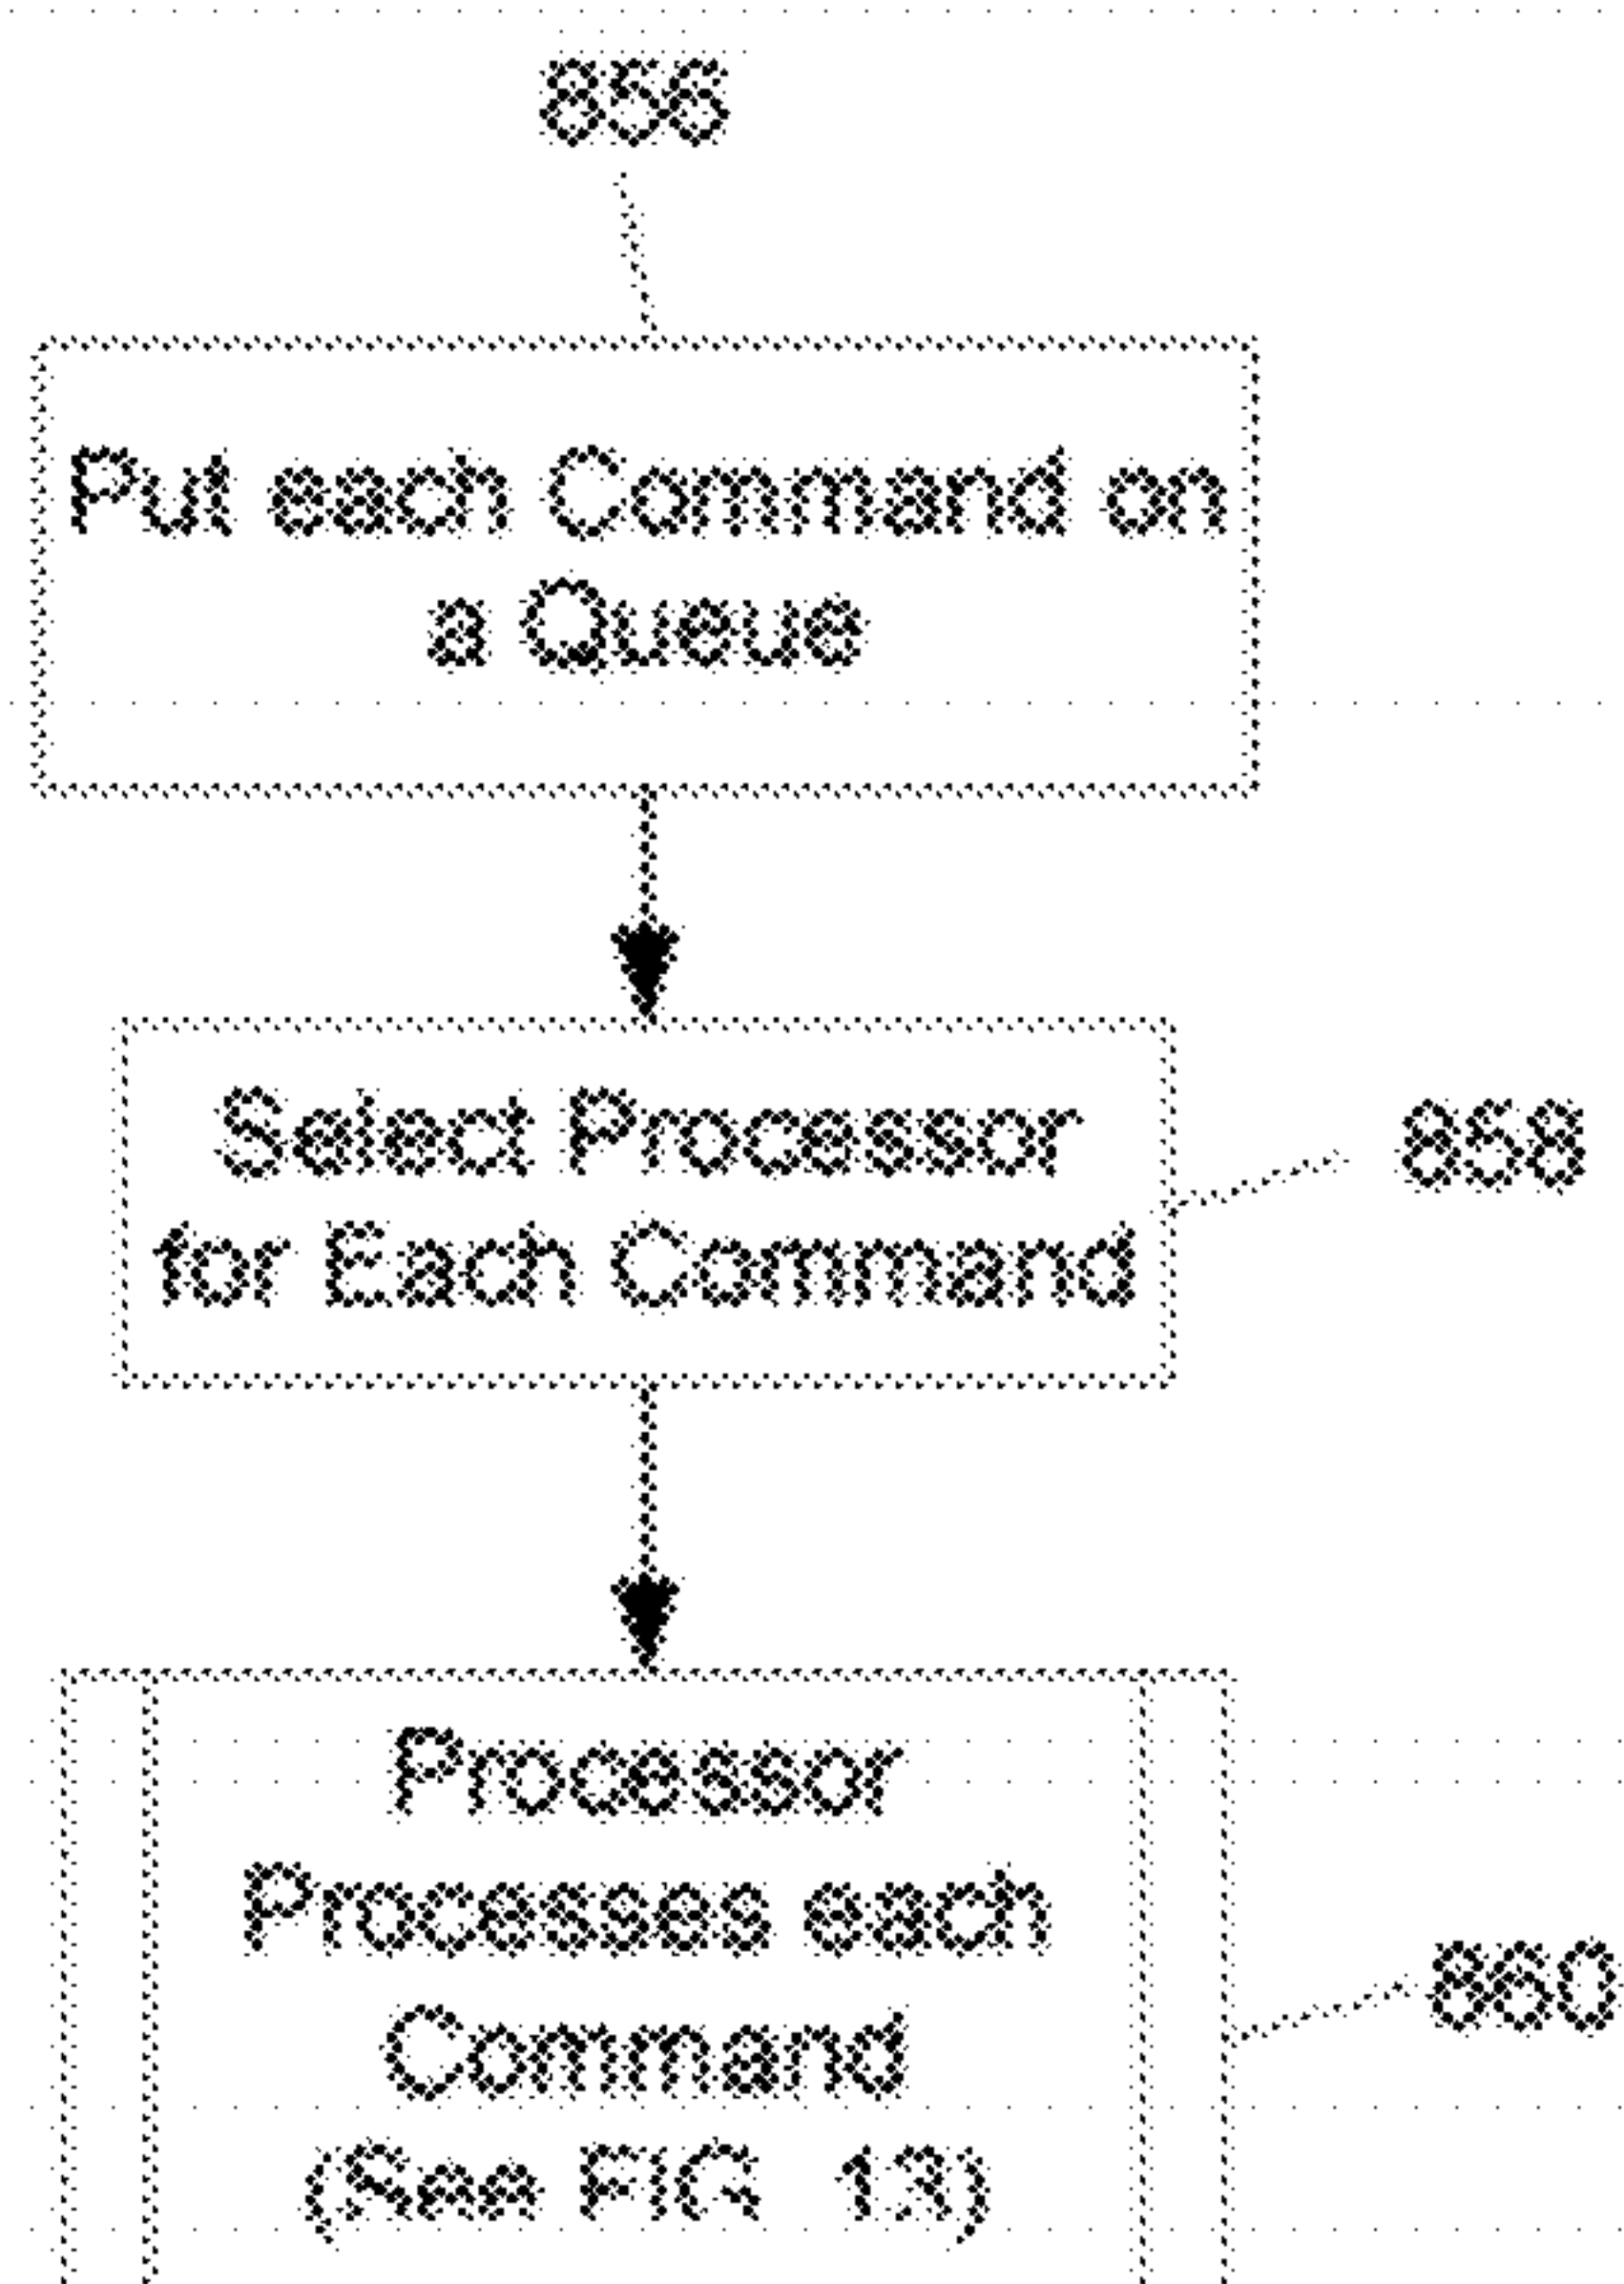 856
Put each Command on
a Queue
Select Processor
for Each Command
858
Processor
Processes each
Command
(See FIG. 13)
860